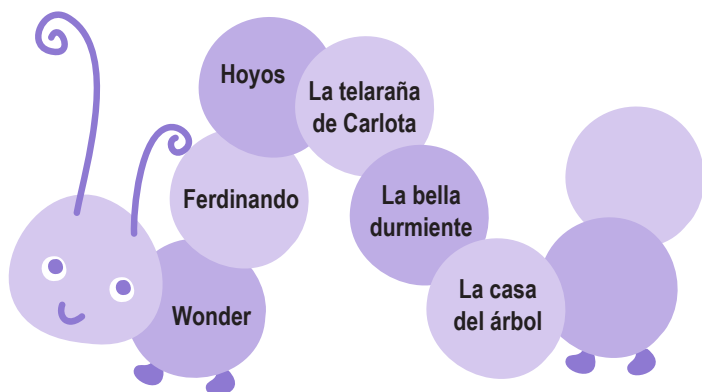 Hoyos
La telaraña
de Carlota
Ferdinando
La bella
durmiente
Wonder
La casa
del árbol